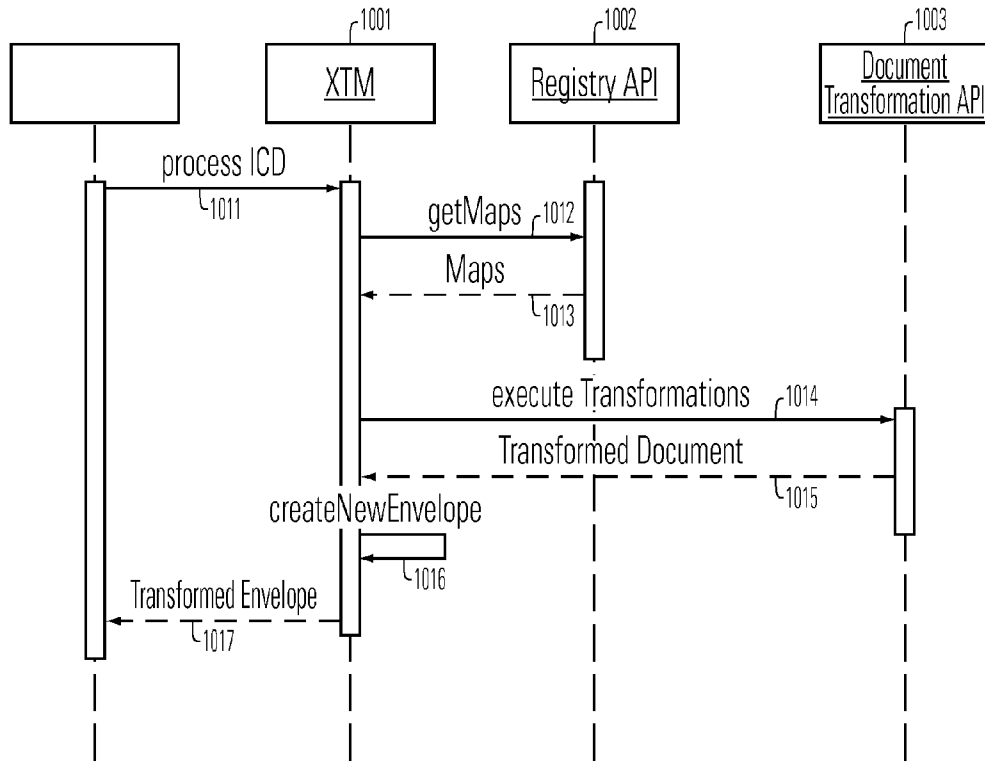 1001
1002
1003
XTM
Registry API
Document
Transformation API
process ICD
1011
getMaps
1012
Maps
1013
execute Transformations
1014
Transformed Document
1015
createNewEnvelope
1016
Transformed Envelope
1017